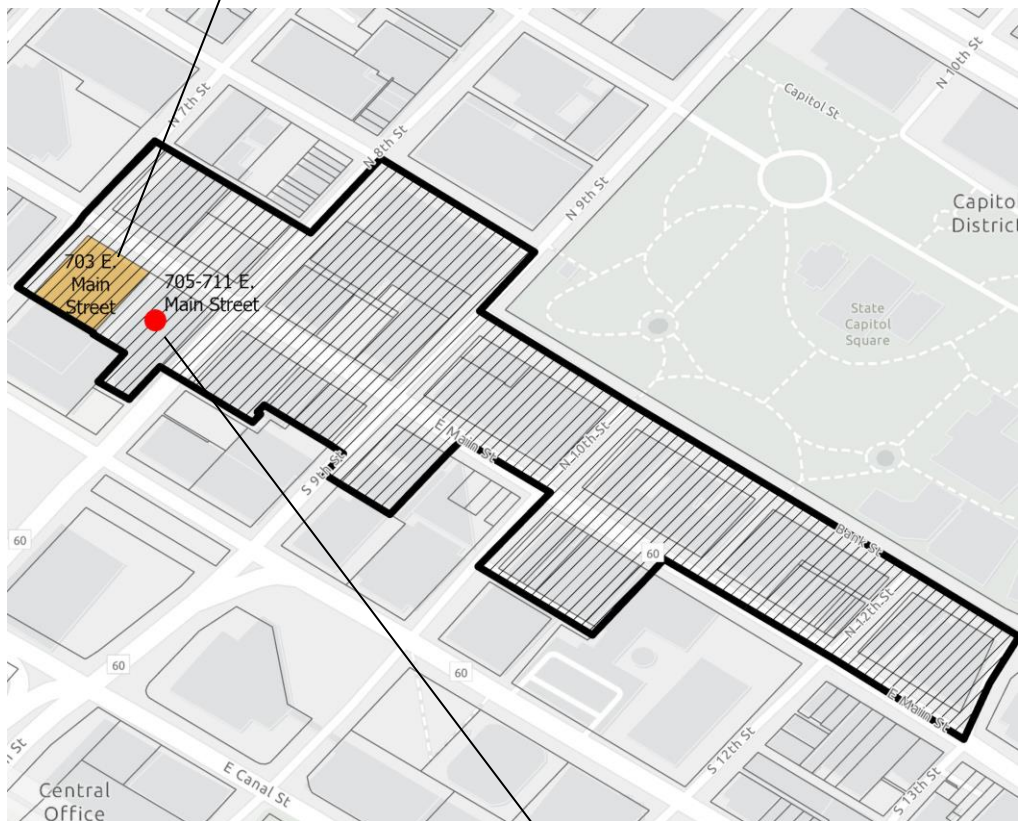 N 10th St
Capitol St
N 7th St
N 8th St
N 9th St
Capitol
District
703 E.
Main
Street
705-711 E.
Main Street
State
Capitol
Square
E Main St
N 10th St
S 9th St
60
Bank St
60
N 12th St
60
60
E Main St
S 12th St
E Canal St
S 13th St
Central
Office